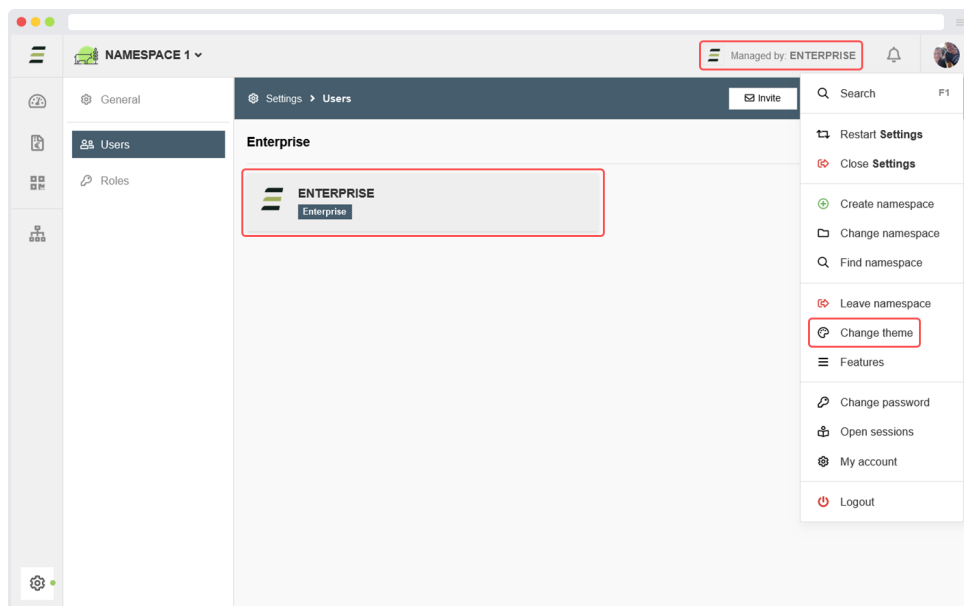 NAMESPACE 1
Managed by: ENTERPRISE
General
Users
Roles
Settings > Users
Invite
Enterprise
ENTERPRISE
Enterprise
Search F1
Restart Settings
Close Settings
Create namespace
Change namespace
Find namespace
Leave namespace
Change theme
Features
Change password
Open sessions
My account
Logout